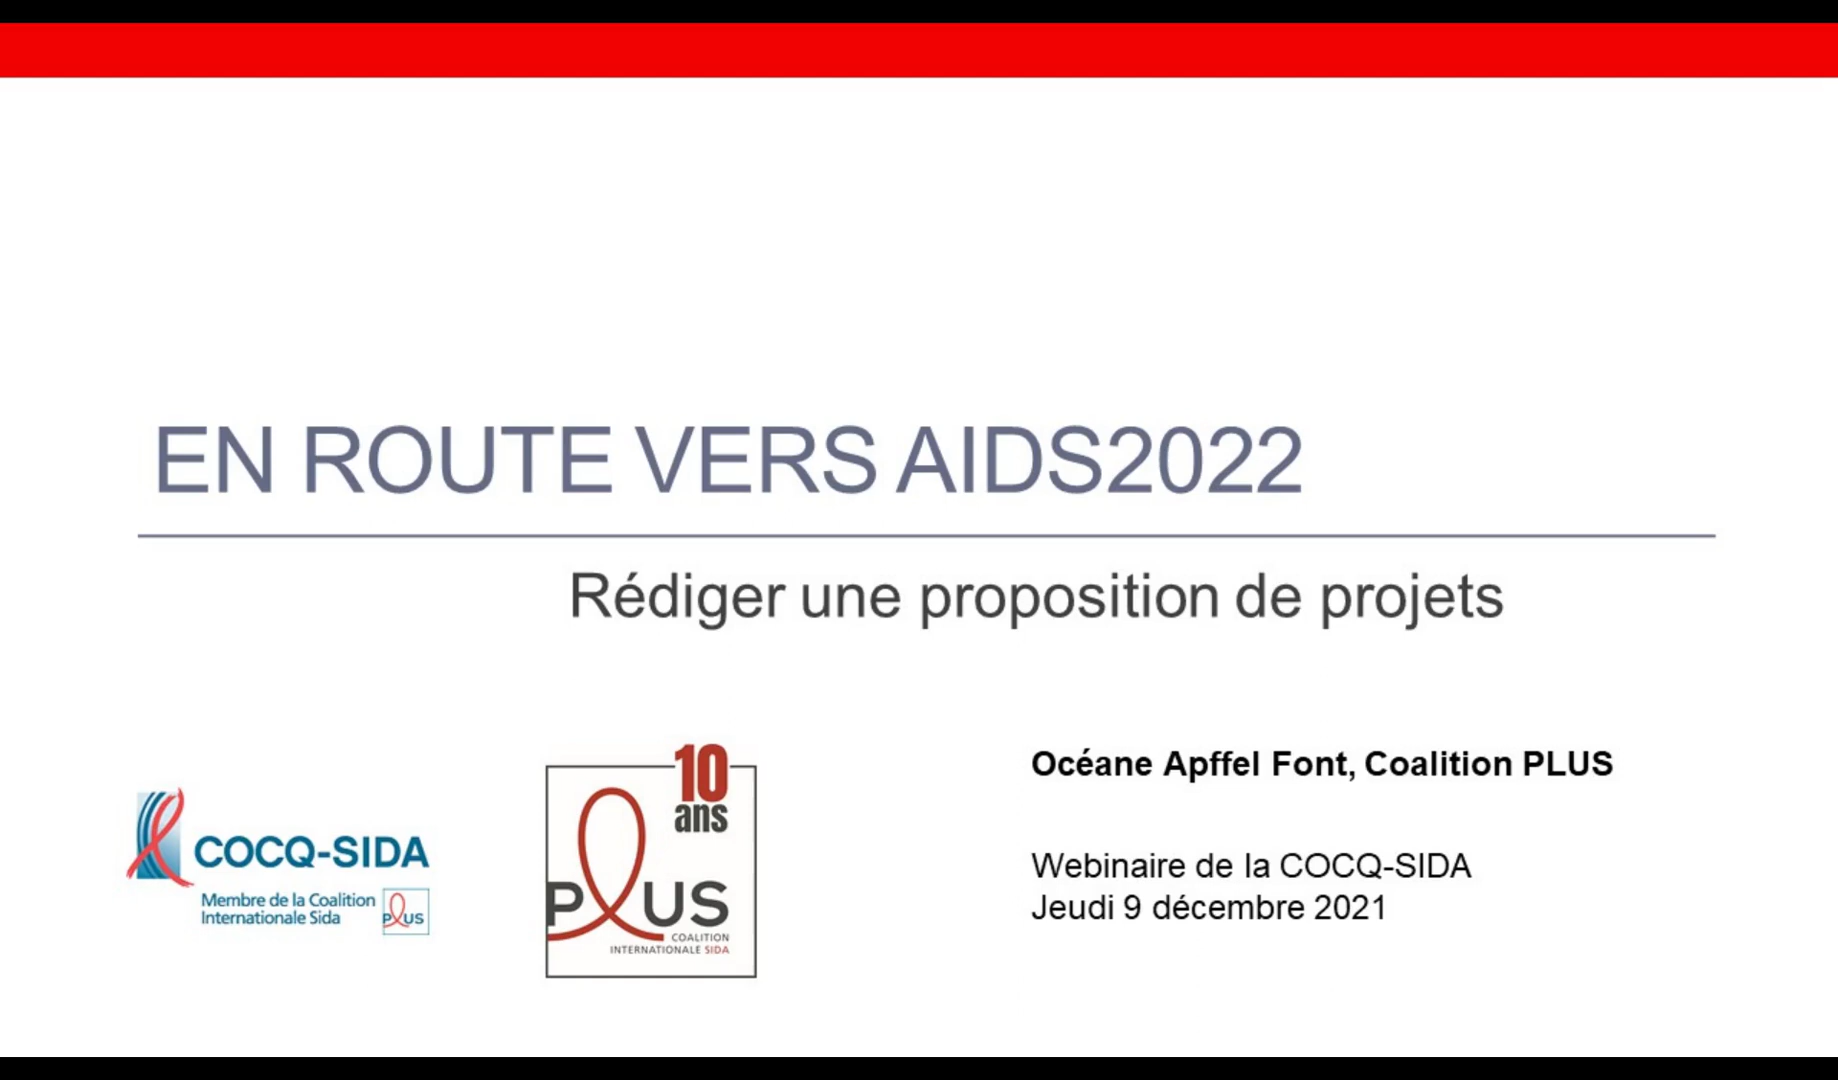 EN ROUTE VERS AIDS2022
Rédiger une proposition de projets
COCQ-SIDA
Membre de la Coalition
Internationale Sida
PLUS
10
ans
PLUS
COALITION
INTERNATIONALE SIDA
Océane Apffel Font, Coalition PLUS
Webinaire de la COCQ-SIDA
Jeudi 9 décembre 2021